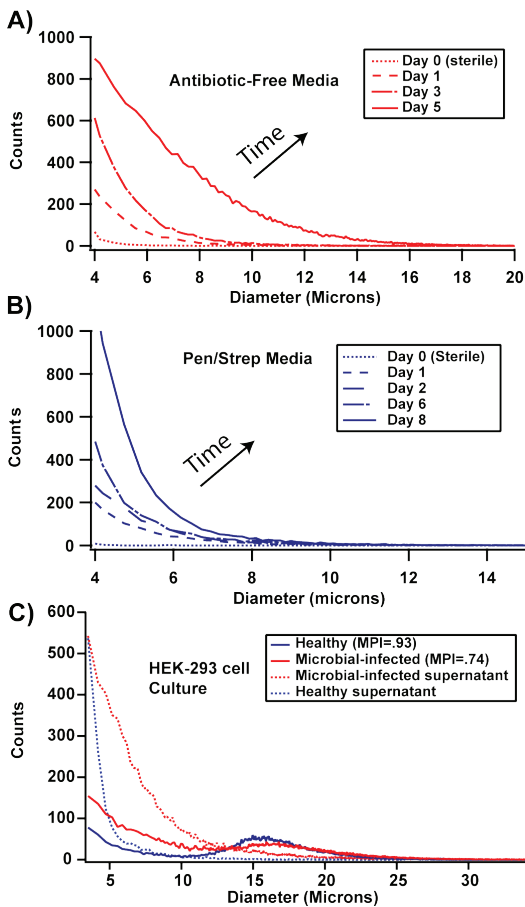 A)
1000
800
600
400
200
0
Counts
Antibiotic-Free Media
Day 0 (sterile)
Day 1
Day 3
Day 5
Time
4
6
8
10
12
14
16
18
20
Diameter (Microns)
B)
1000
800
600
400
200
0
Counts
Pen/Strep Media
Day 0 (Sterile)
Day 1
Day 2
Day 6
Day 8
Time
4
6
8
10
12
14
Diameter (microns)
C)
600
500
400
300
200
100
0
Counts
HEK-293 cell
Culture
Healthy (MPI=.93)
Microbial-infected (MPI=.74)
Microbial-infected supernatant
Healthy supernatant
5
10
15
20
25
30
Diameter (Microns)